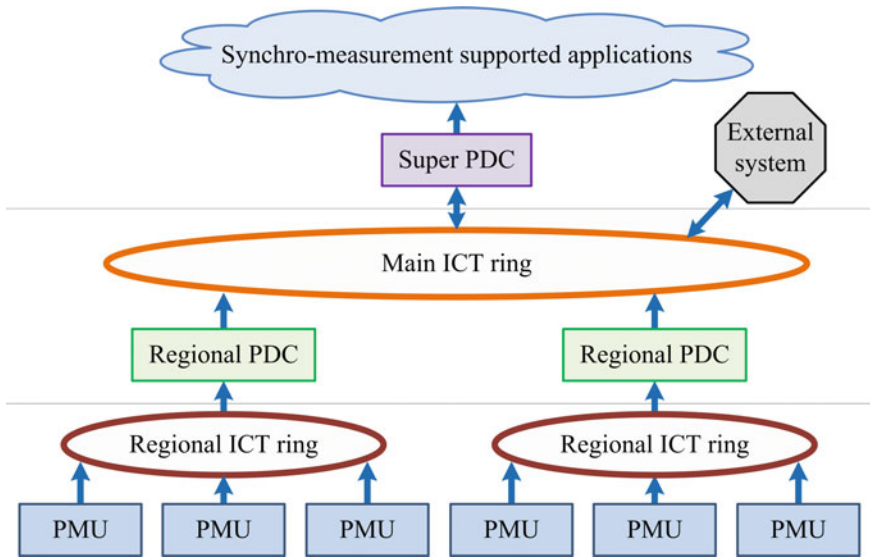 Synchro-measurement supported applications
External
system
Super PDC
Main ICT ring
Regional PDC
Regional PDC
Regional ICT ring
Regional ICT ring
PMU
PMU
PMU
PMU
PMU
PMU